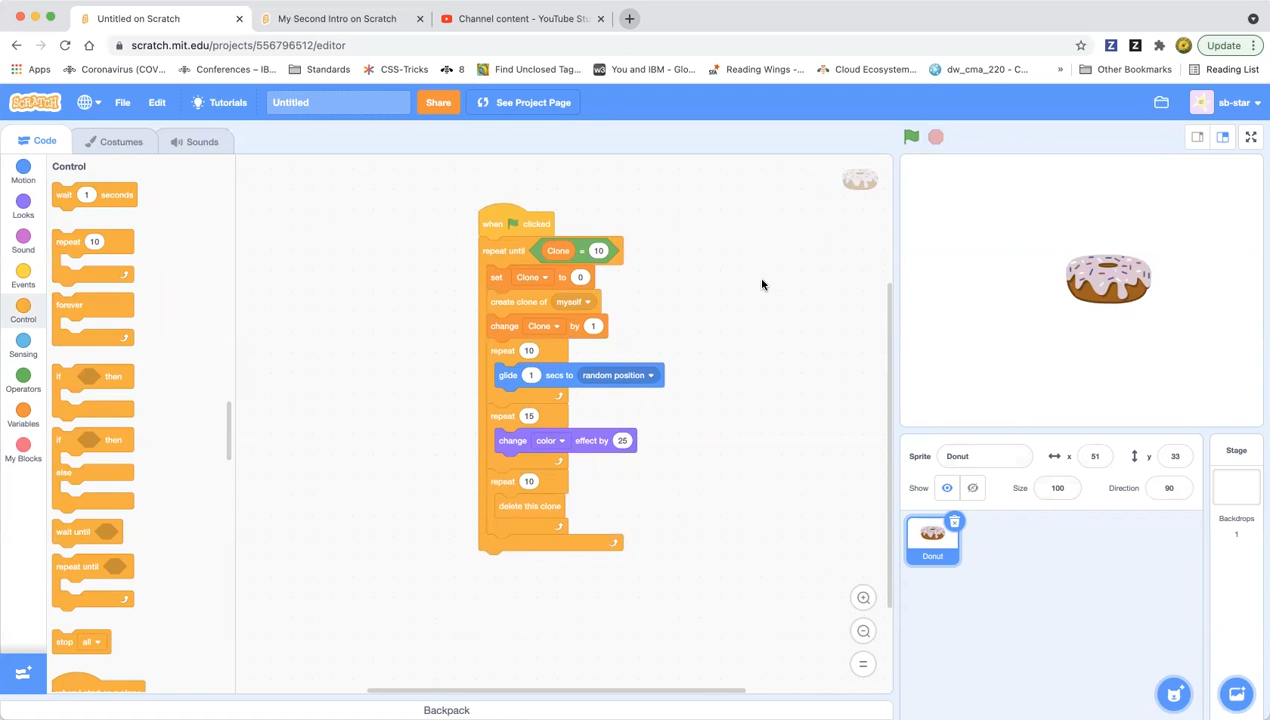 Untitled on Scratch
My Second Intro on Scratch
Channel content - YouTube Stu
scratch.mit.edu/projects/556796512/editor
Update
Apps
Coronavirus (COV...
Conferences – IB...
Standards
CSS-Tricks
8
Find Unclosed Tag...
w3 You and IBM - Glo...
Reading Wings -...
Cloud Ecosystem...
dw_cma_220 - C...
»
Other Bookmarks
Reading List
SCRATCH
File
Edit
Tutorials
Untitled
Share
See Project Page
sb-star
Code
Costumes
Sounds
Motion
Looks
Sound
Events
Control
Sensing
Operators
Variables
My Blocks
Control
wait 1 seconds
repeat 10
forever
if then
if then
else
wait until
repeat until
stop all
when clicked
repeat until Clone = 10
set Clone to 0
create clone of myself
change Clone by 1
repeat 10
glide 1 secs to random position
repeat 15
change color effect by 25
repeat 10
delete this clone
Sprite Donut x 51 y 33
Show Size 100 Direction 90
Donut
Stage
Backdrops
1
Backpack